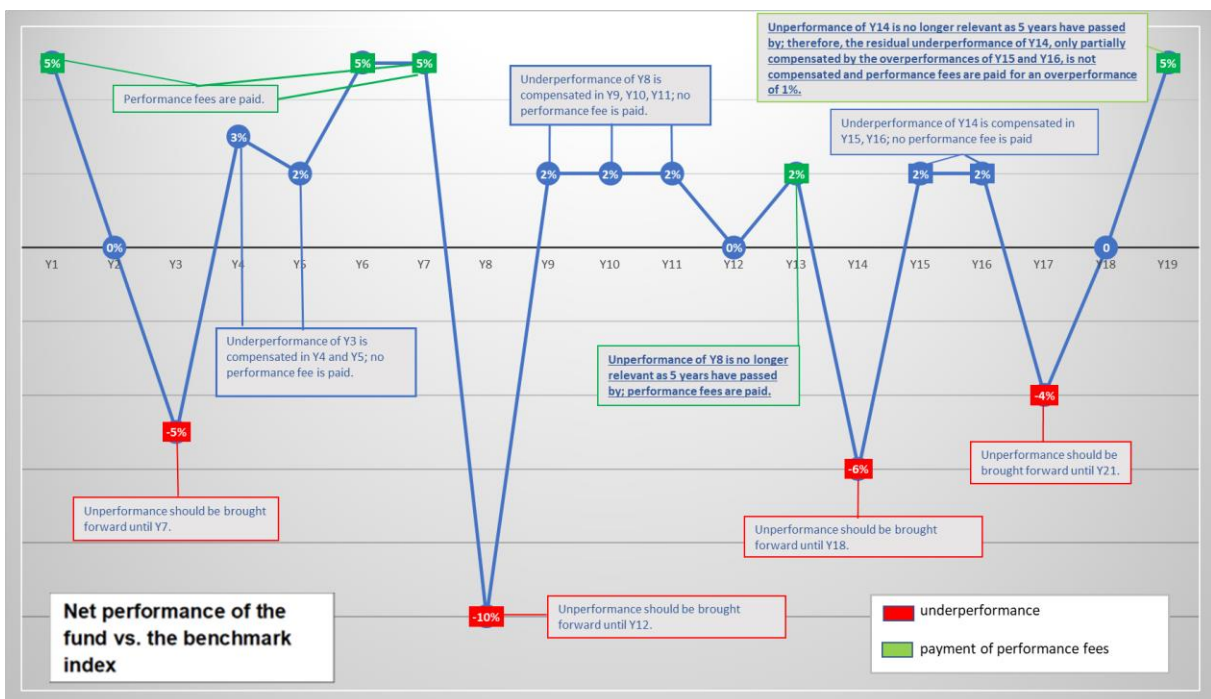 Unperformance of Y14 is no longer relevant as 5 years have passed
by; therefore, the residual underperformance of Y14, only partially
compensated by the overperformances of Y15 and Y16, is not
compensated and performance fees are paid for an overperformance
of 1%.
5%
5%
5%
5%
Performance fees are paid.
Underperformance of Y8 is
compensated in Y9, Y10, Y11; no
performance fee is paid.
Underperformance of Y14 is compensated in
Y15, Y16; no performance fee is paid
3%
2%
2%
2%
2%
2%
2%
2%
0%
0%
0
Y1
Y2
Y3
Y4
Y5
Y6
Y7
Y8
Y9
Y10
Y11
Y12
Y13
Y14
Y15
Y16
Y17
Y18
Y19
Underperformance of Y3 is
compensated in Y4 and Y5; no
performance fee is paid.
Unperformance of Y8 is no longer
relevant as 5 years have passed
by; performance fees are paid.
-4%
-5%
-6%
Unperformance should be
brought forward until Y21.
Unperformance should be brought
forward until Y7.
Unperformance should be brought
forward until Y18.
-10%
Unperformance should be brought
forward until Y12.
Net performance of the
fund vs. the benchmark
index
underperformance
payment of performance fees